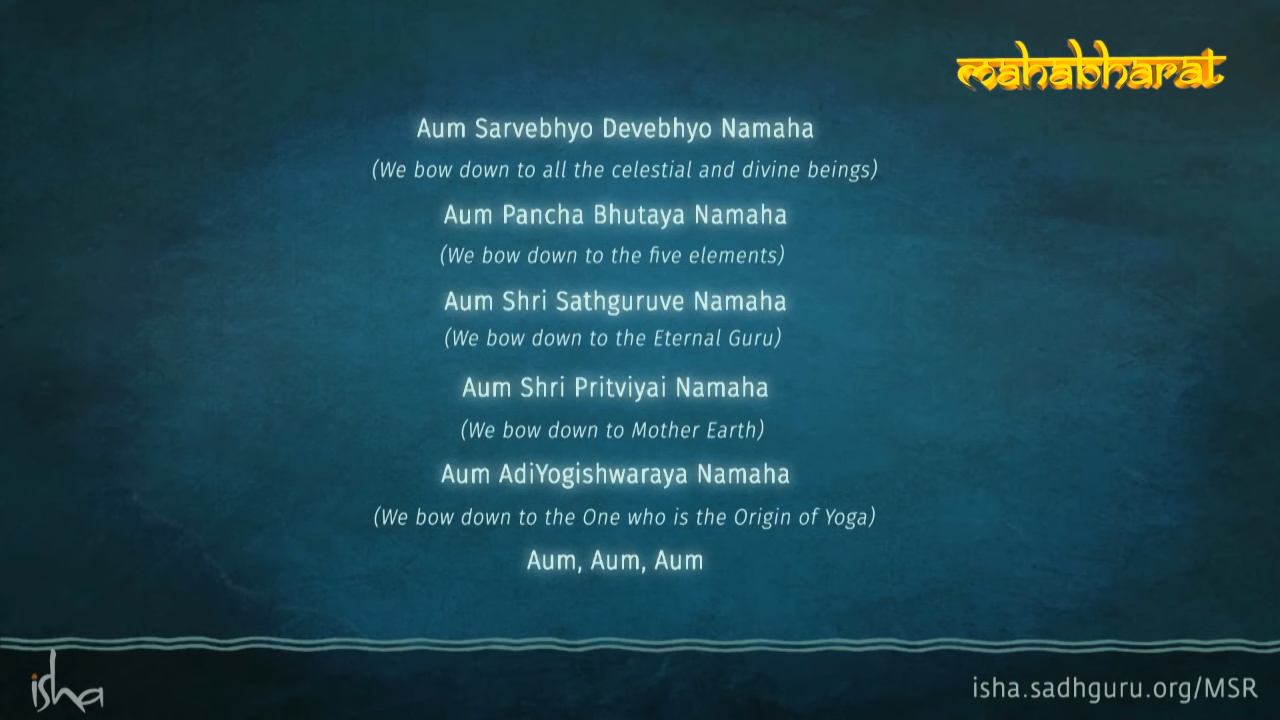 mahabharat
Aum Sarvebhyo Devebhyo Namaha
(We bow down to all the celestial and divine beings)
Aum Pancha Bhutaya Namaha
(We bow down to the five elements)
Aum Shri Sathguruve Namaha
(We bow down to the Eternal Guru)
Aum Shri Pritviyai Namaha
(We bow down to Mother Earth)
Aum AdiYogishwaraya Namaha
(We bow down to the One who is the Origin of Yoga)
Aum, Aum, Aum
isha
isha.sadhguru.org/MSR